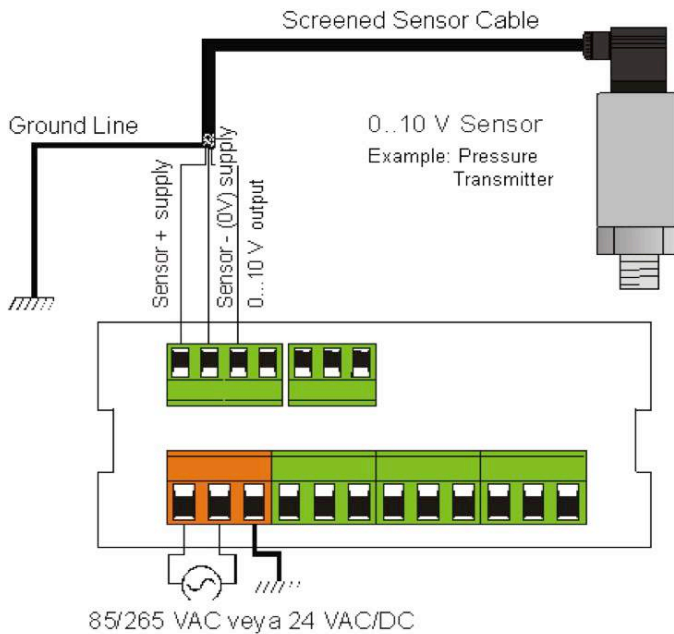 Screened Sensor Cable
Ground Line
0..10 V Sensor
Example: Pressure
Transmitter
Sensor + supply
Sensor - (0V) supply
0...10 V output
85/265 VAC veya 24 VAC/DC